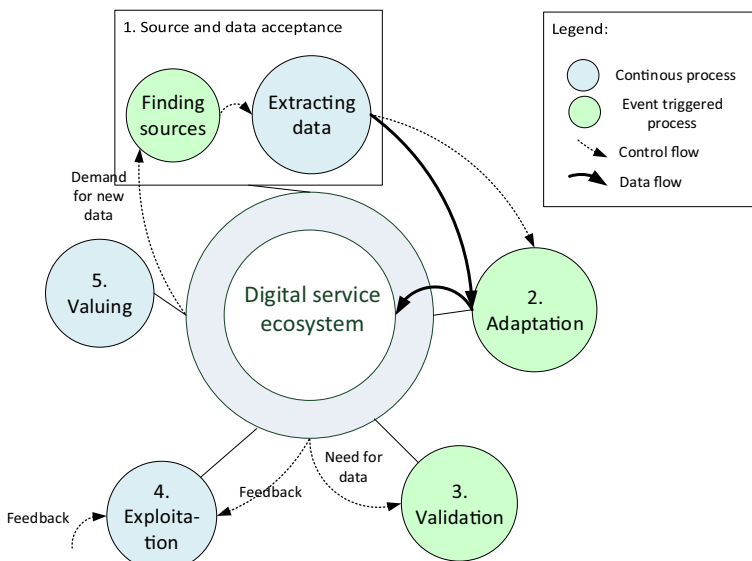 1. Source and data acceptance
Finding
sources
Extracting
data
Legend:
Continous process
Event triggered
process
Control flow
Data flow
Demand
for new
data
5.
Valuing
Digital service
ecosystem
2.
Adaptation
Need for
data
Feedback
4.
Exploita-
tion
Feedback
3.
Validation